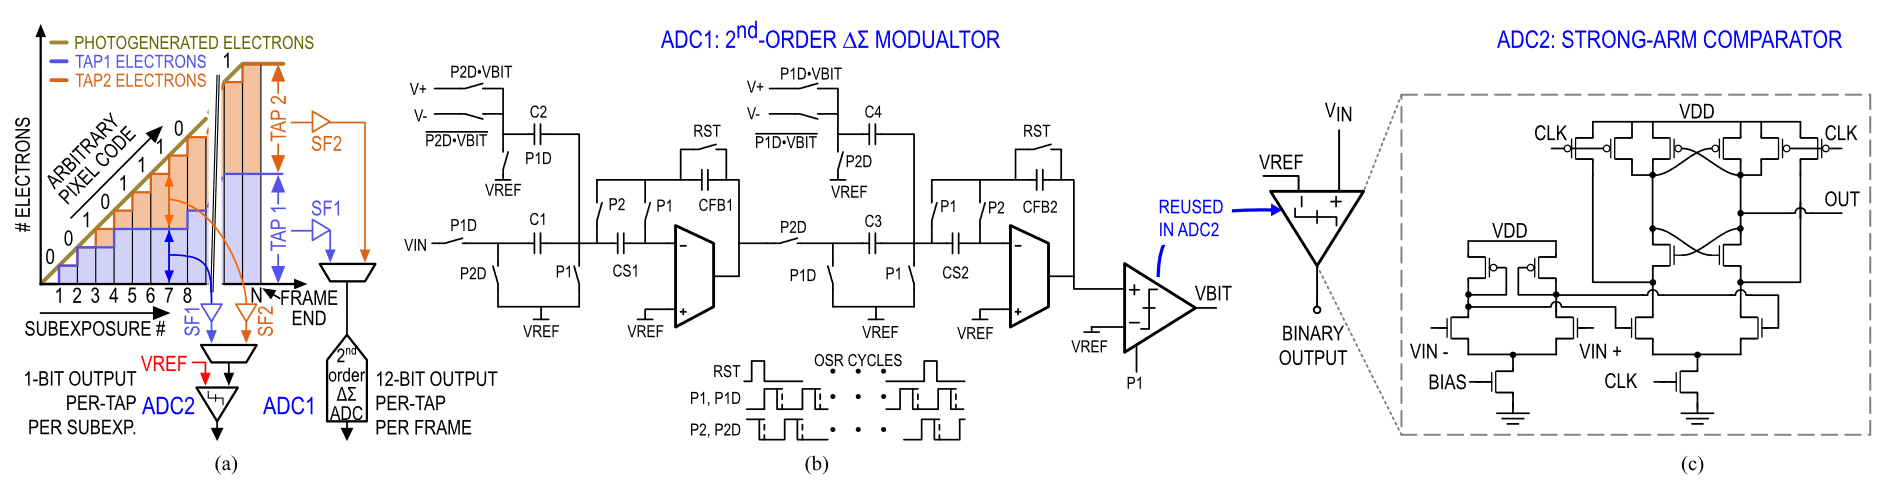 PHOTOGENERATED ELECTRONS
TAP1 ELECTRONS
TAP2 ELECTRONS
# ELECTRONS
ARBITRARY
PIXEL CODE
0 0 1 0 1 1 1 0 1
1 2 3 4 5 6 7 8 N
SUBEXPOSURE #
FRAME
END
TAP 2
TAP 1
SF2
SF1
SF1
SF2
VREF
1-BIT OUTPUT
PER-TAP
PER SUBEXP.
ADC2
ADC1
2nd
order
ΔΣ
ADC
12-BIT OUTPUT
PER-TAP
PER FRAME
(a)
ADC1: 2nd-ORDER ΔΣ MODUALTOR
P2D•VBIT
V+
V-
P2D•VBIT
C2
P1D
VREF
RST
P2
P1
CFB1
P1D
VIN
C1
CS1
P2D
P1
VREF
VREF
−
+
P1D•VBIT
V+
V-
P1D•VBIT
C4
P2D
VREF
RST
P1
P2
CFB2
P2D
C3
CS2
P1D
P1
VREF
VREF
−
+
+
−
VREF
VBIT
P1
OSR CYCLES
RST
P1, P1D
P2, P2D
(b)
REUSED
IN ADC2
VIN
VREF
−
+
BINARY
OUTPUT
ADC2: STRONG-ARM COMPARATOR
VDD
CLK
CLK
OUT
VDD
VIN -
VIN +
BIAS
CLK
(c)